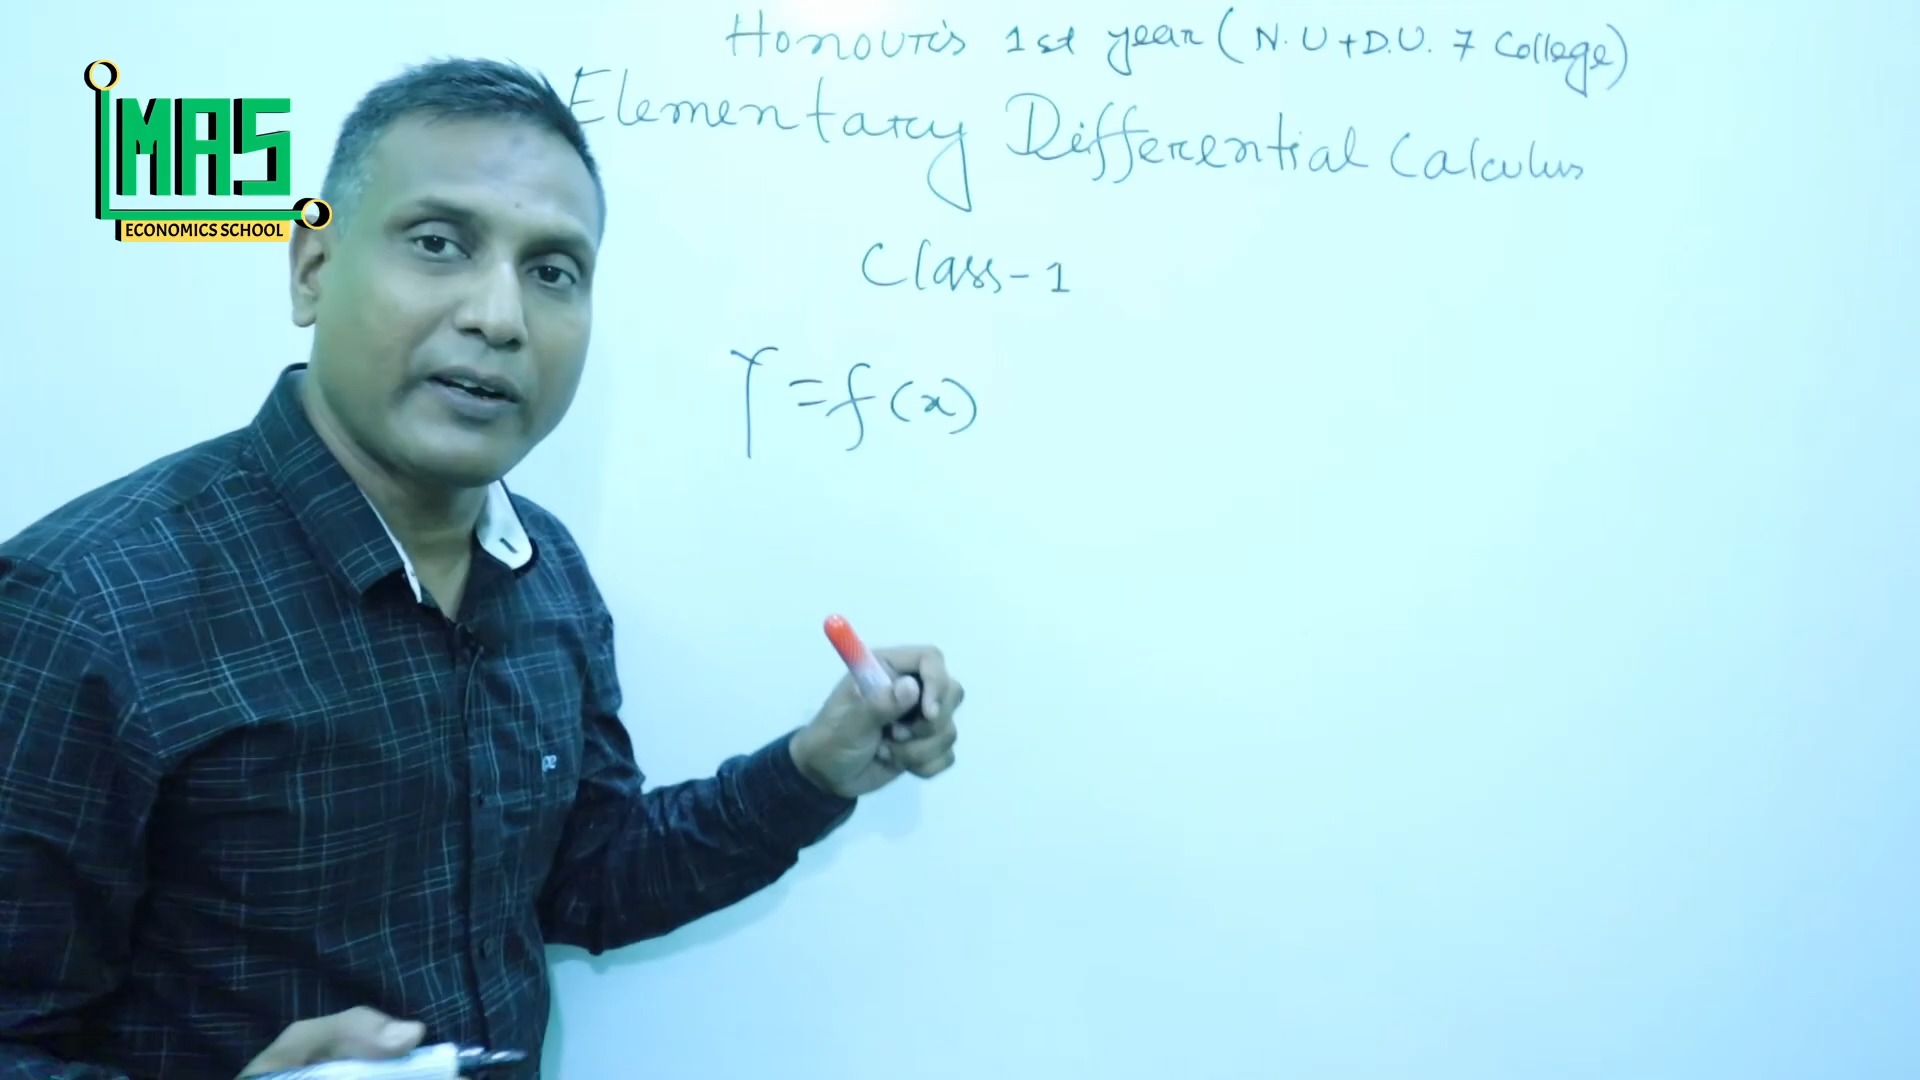 Honours 1st year (N.U+D.U. 7 College)
Elementary Differential Calculus
Class-1
Y=f(x)
MAS
ECONOMICS SCHOOL